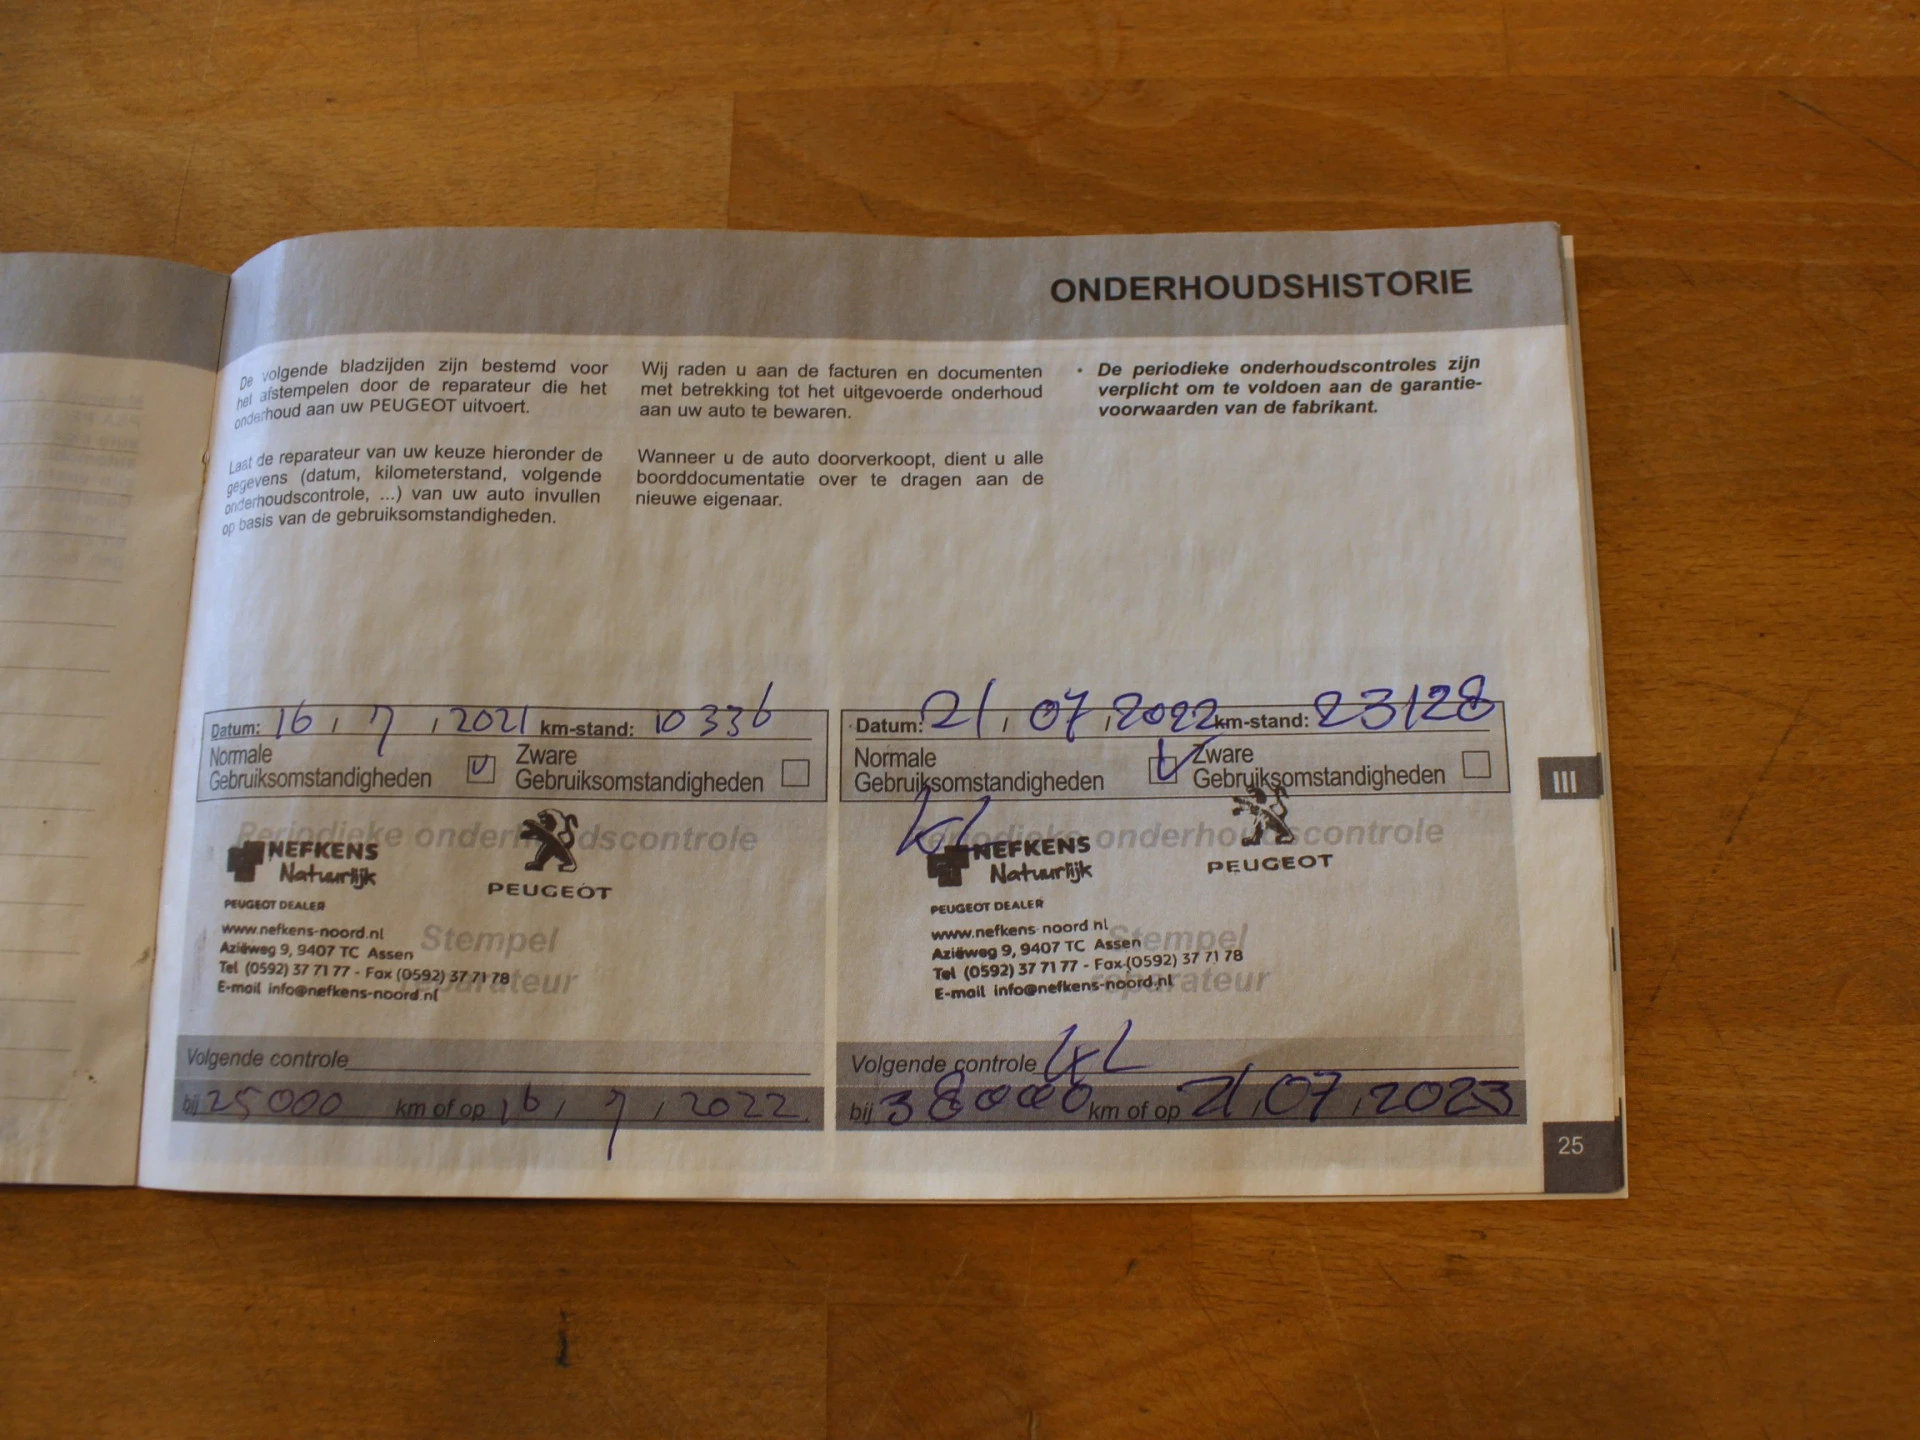 ONDERHOUDSHISTORIE
De volgende bladzijden zijn bestemd voor
het afstempelen door de reparateur die het
onderhoud aan uw PEUGEOT uitvoert.
Laat de reparateur van uw keuze hieronder de
gegevens (datum, kilometerstand, volgende
onderhoudscontrole, ...) van uw auto invullen
op basis van de gebruiksomstandigheden.
Wij raden u aan de facturen en documenten
met betrekking tot het uitgevoerde onderhoud
aan uw auto te bewaren.
Wanneer u de auto doorverkoopt, dient u alle
boorddocumentatie over te dragen aan de
nieuwe eigenaar.
• De periodieke onderhoudscontroles zijn
verplicht om te voldoen aan de garantie-
voorwaarden van de fabrikant.
Datum: 16 / 7 / 2021 km-stand: 10336
Normale
Gebruiksomstandigheden
Zware
Gebruiksomstandigheden
Periodieke onderhoudscontrole
NEFKENS
Natuurlijk
PEUGEOT
PEUGEOT DEALER
www.nefkens-noord.nl
Aziëweg 9, 9407 TC Assen
Tel (0592) 37 71 77 - Fax (0592) 37 71 78
E-mail info@nefkens-noord.nl
Stempel
reparateur
Volgende controle
bij 25000 km of op 16 / 7 / 2022
Datum: 21 / 07 / 2022 km-stand: 23128
Normale
Gebruiksomstandigheden
Zware
Gebruiksomstandigheden
Periodieke onderhoudscontrole
NEFKENS
Natuurlijk
PEUGEOT
PEUGEOT DEALER
www.nefkens-noord.nl
Aziëweg 9, 9407 TC Assen
Tel (0592) 37 71 77 - Fax (0592) 37 71 78
E-mail info@nefkens-noord.nl
Stempel
reparateur
Volgende controle
bij 38000 km of op 21 / 07 / 2023
III
25